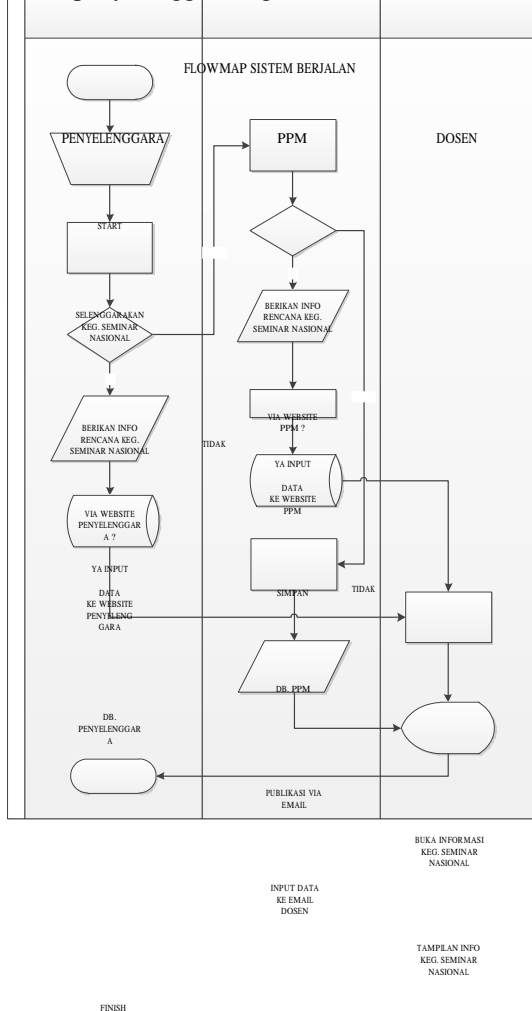 FLOWMAP SISTEM BERJALAN
PENYELENGGARA
PPM
DOSEN
START
SELENGGARAKAN
KEG. SEMINAR
NASIONAL
BERIKAN INFO
RENCANA KEG.
SEMINAR NASIONAL
VIA WEBSITE
PENYELENGGAR
A ?
YA INPUT
DATA
KE WEBSITE
PENYELENG
GARA
DB.
PENYELENGGAR
A
TIDAK
BERIKAN INFO
RENCANA KEG.
SEMINAR NASIONAL
VIA WEBSITE
PPM ?
YA INPUT
DATA
KE WEBSITE
PPM
SIMPAN
TIDAK
DB. PPM
PUBLIKASI VIA
EMAIL
INPUT DATA
KE EMAIL
DOSEN
BUKA INFORMASI
KEG. SEMINAR
NASIONAL
TAMPILAN INFO
KEG. SEMINAR
NASIONAL
FINISH